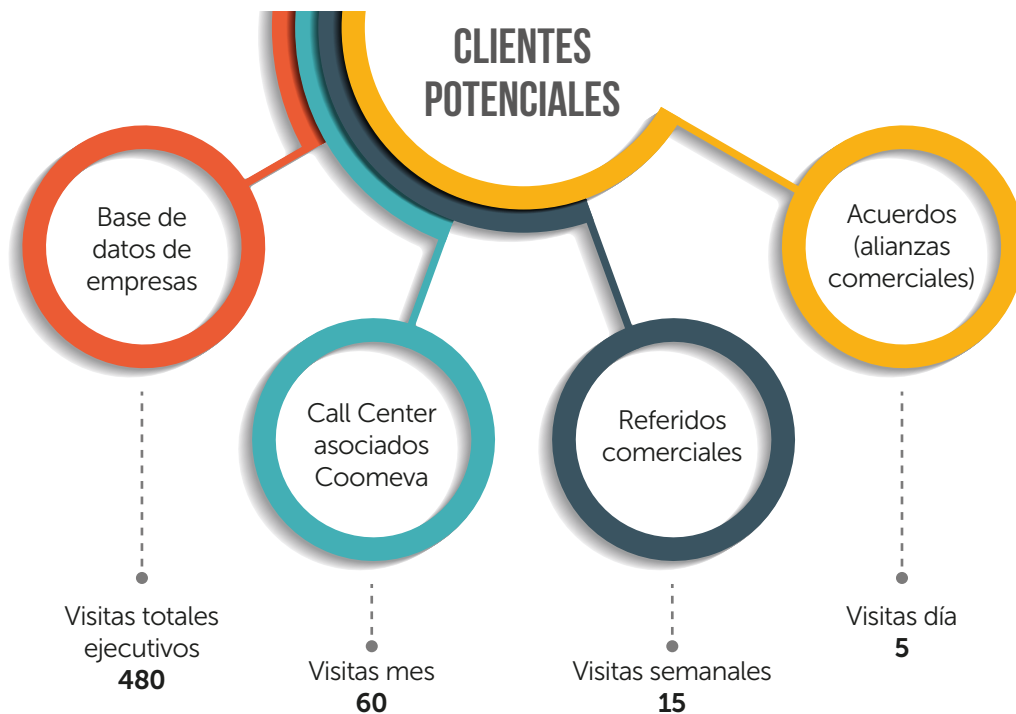 CLIENTES
POTENCIALES
Base de
datos de
empresas
Call Center
asociados
Coomeva
Referidos
comerciales
Acuerdos
(alianzas
comerciales)
Visitas totales
ejecutivos
480
Visitas mes
60
Visitas semanales
15
Visitas día
5